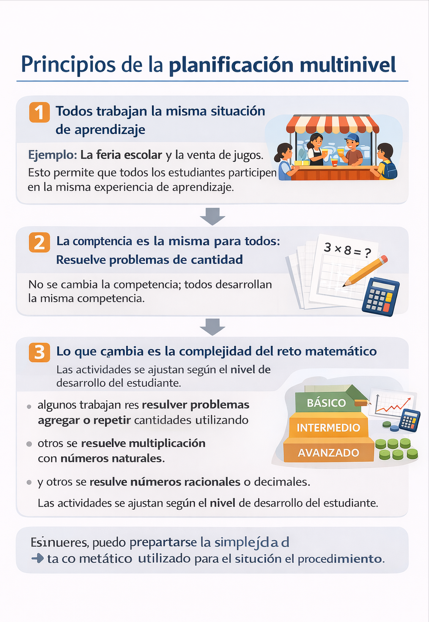 Principios de la planificación multinivel
1 Todos trabajan la misma situación
de aprendizaje
Ejemplo: La feria escolar y la venta de jugos.
Esto permite que todos los estudiantes participen
en la misma experiencia de aprendizaje.
2 La comptencia es la misma para todos:
Resuelve problemas de cantidad
3 × 8 = ?
No se cambia la competencia; todos desarrollan
la misma competencia.
3 Lo que cambia es la complejidad del reto matemático
Las actividades se ajustan según el nivel de
desarrollo del estudiante.
• algunos trabajan res resolver problemas
agregar o repetir cantidades utilizando
• otros se resuelve multiplicación
con números naturales.
• y otros se resulve números racionales o decimales.
Las actividades se ajustan según el nivel de desarrollo del estudiante.
BÁSICO
INTERMEDIO
AVANZADO
Esinueres, puedo prepartarse la simplejdad
→ ta co metático utilizado para el situción el procedimiento.